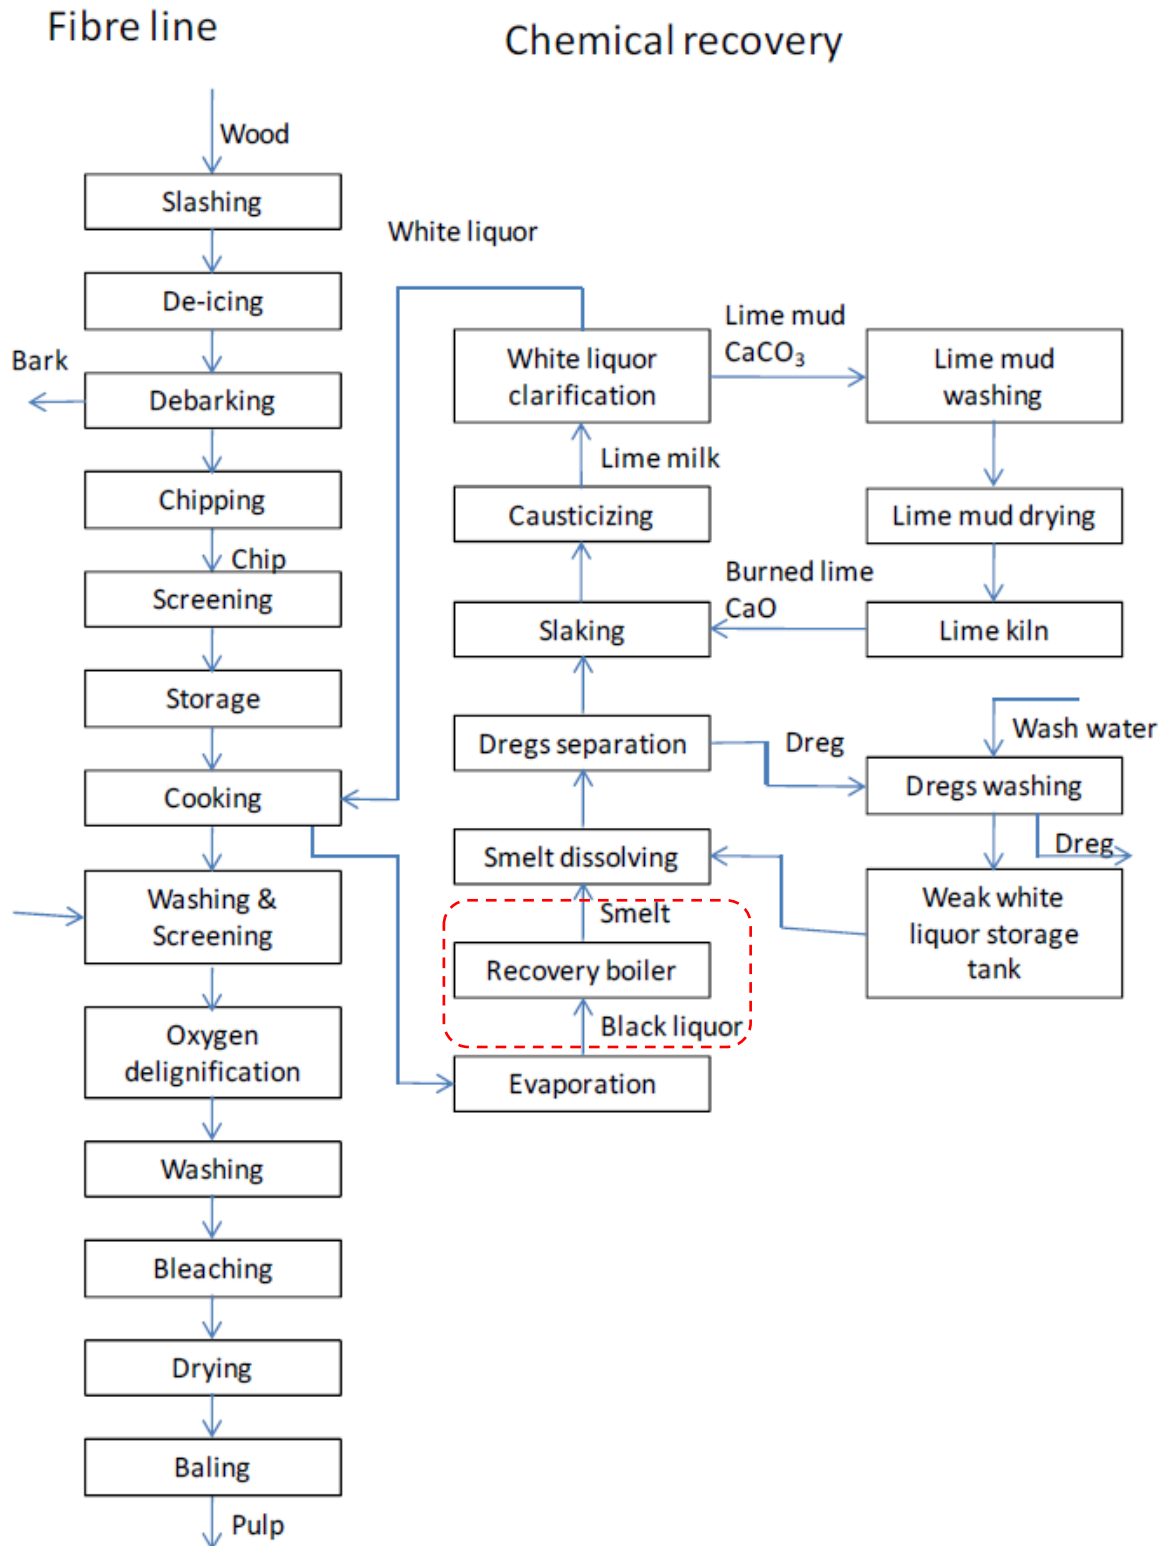 Fibre line
Chemical recovery
Wood
Slashing
De-icing
Bark
Debarking
Chipping
Chip
Screening
Storage
Cooking
Washing &
Screening
Oxygen
delignification
Washing
Bleaching
Drying
Baling
Pulp
White liquor
White liquor
clarification
Lime mud
CaCO₃
Lime mud
washing
Lime milk
Causticizing
Lime mud drying
Burned lime
CaO
Slaking
Lime kiln
Dregs separation
Dreg
Wash water
Dregs washing
Dreg
Smelt dissolving
Weak white
liquor storage
tank
Smelt
Recovery boiler
Black liquor
Evaporation